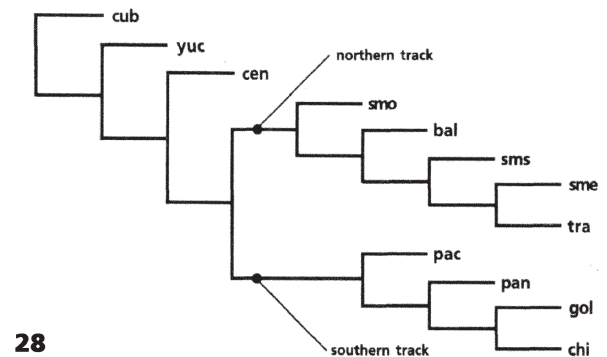 cub
yuc
northern track
cen
smo
bal
sms
sme
tra
pac
pan
gol
chi
28
southern track